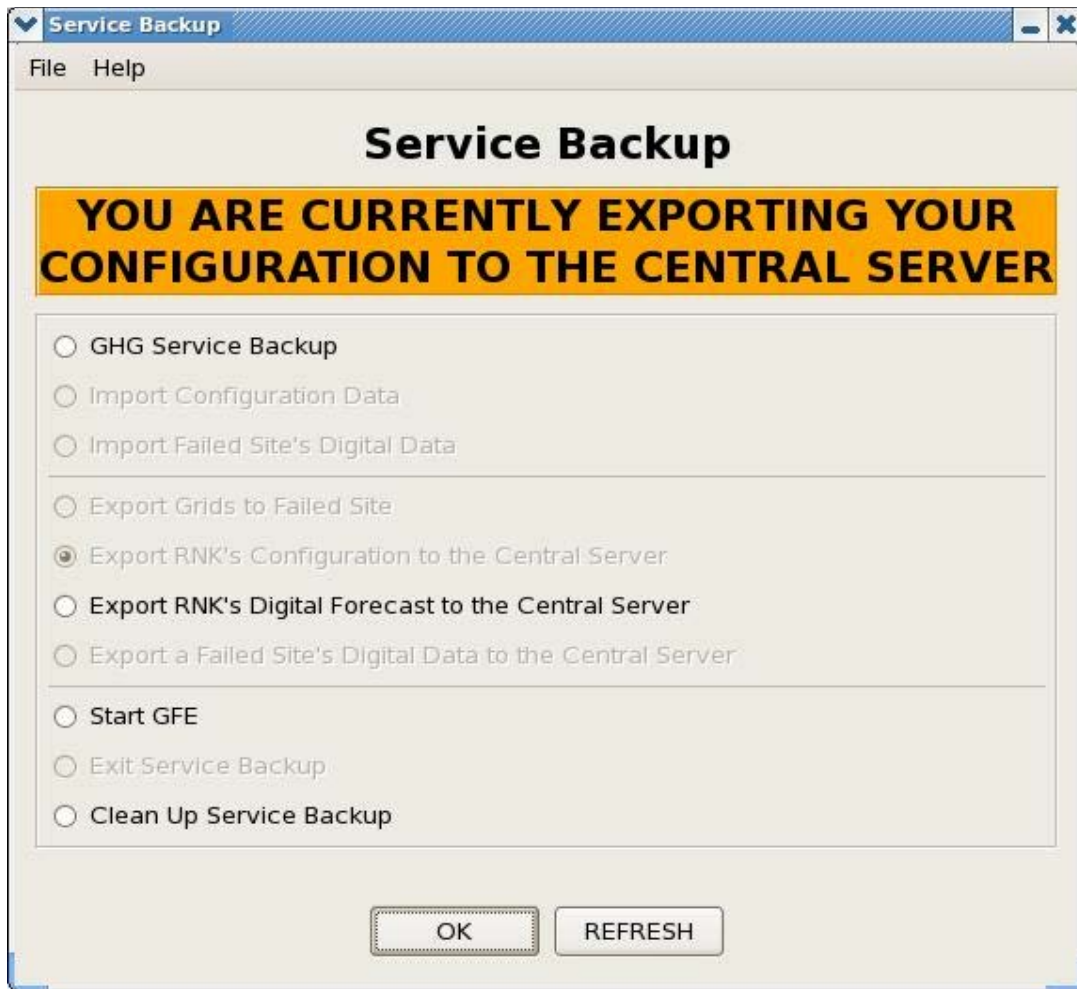 Service Backup
File Help
Service Backup
YOU ARE CURRENTLY EXPORTING YOUR
CONFIGURATION TO THE CENTRAL SERVER
GHG Service Backup
Import Configuration Data
Import Failed Site's Digital Data
Export Grids to Failed Site
Export RNK's Configuration to the Central Server
Export RNK's Digital Forecast to the Central Server
Export a Failed Site's Digital Data to the Central Server
Start GFE
Exit Service Backup
Clean Up Service Backup
OK REFRESH